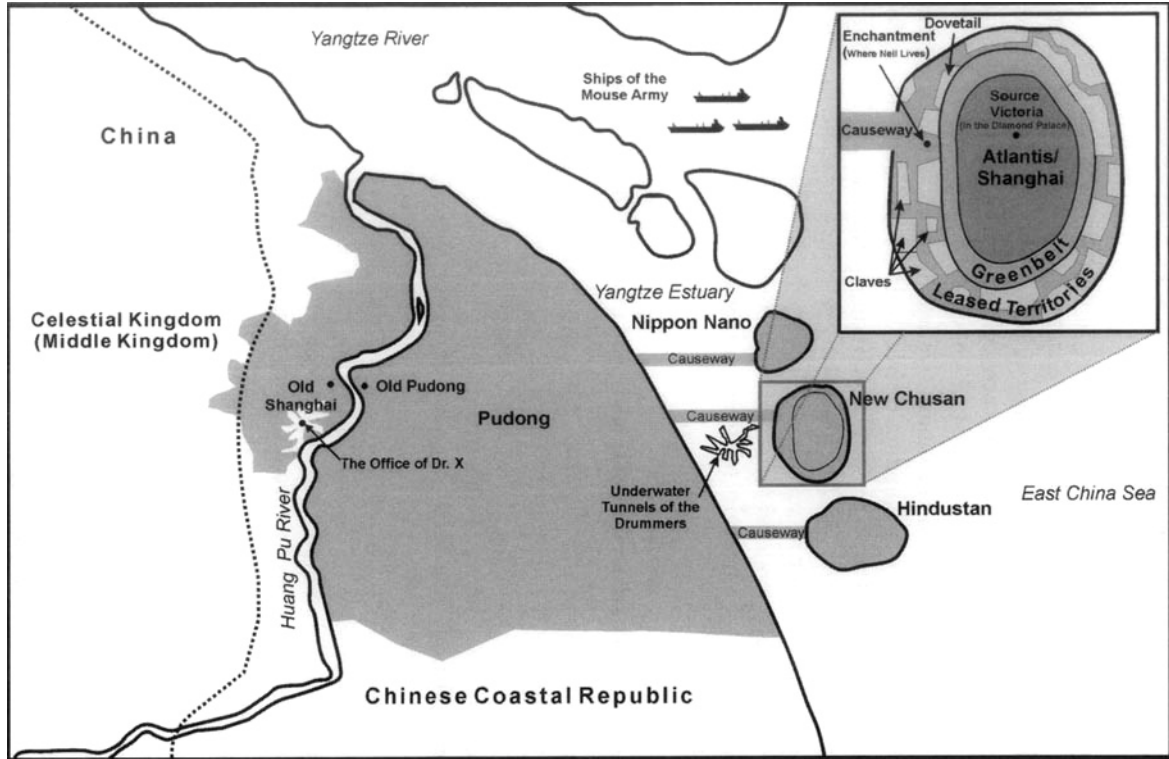 Yangtze River
Ships of the
Mouse Army
China
Celestial Kingdom
(Middle Kingdom)
Old
Shanghai
Old Pudong
The Office of Dr. X
Pudong
Huang Pu River
Chinese Coastal Republic
Yangtze Estuary
Nippon Nano
Causeway
Causeway
New Chusan
Underwater
Tunnels of the
Drummers
Causeway
Hindustan
East China Sea
Dovetail
Enchantment
(Where Nell Lives)
Causeway
Source
Victoria
(In the Diamond Palace)
Atlantis/
Shanghai
Claves
Greenbelt
Leased Territories